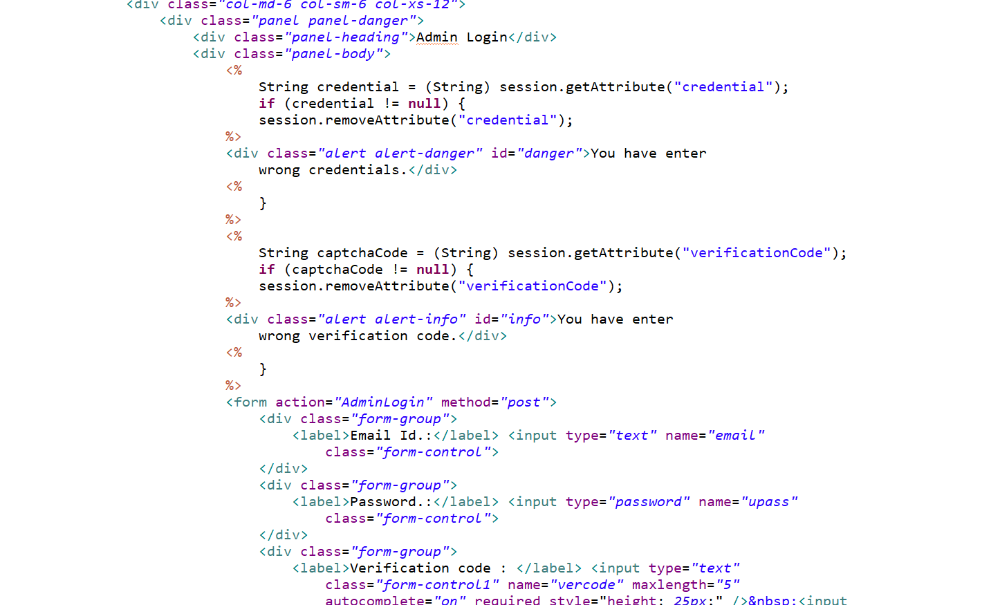 <div class="col-md-6 col-sm-6 col-xs-12">
<div class="panel panel-danger">
<div class="panel-heading">Admin Login</div>
<div class="panel-body">
<%
String credential = (String) session.getAttribute("credential");
if (credential != null) {
session.removeAttribute("credential");
%>
<div class="alert alert-danger" id="danger">You have enter
wrong credentials.</div>
<%
}
%>
<%
String captchaCode = (String) session.getAttribute("verificationCode");
if (captchaCode != null) {
session.removeAttribute("verificationCode");
%>
<div class="alert alert-info" id="info">You have enter
wrong verification code.</div>
<%
}
%>
<form action="AdminLogin" method="post">
<div class="form-group">
<label>Email Id.:</label> <input type="text" name="email"
class="form-control">
</div>
<div class="form-group">
<label>Password.:</label> <input type="password" name="upass"
class="form-control">
</div>
<div class="form-group">
<label>Verification code : </label> <input type="text"
class="form-control1" name="vercode" maxlength="5"
autocomplete="on" required style="height: 25px;" />&nbsp;<input